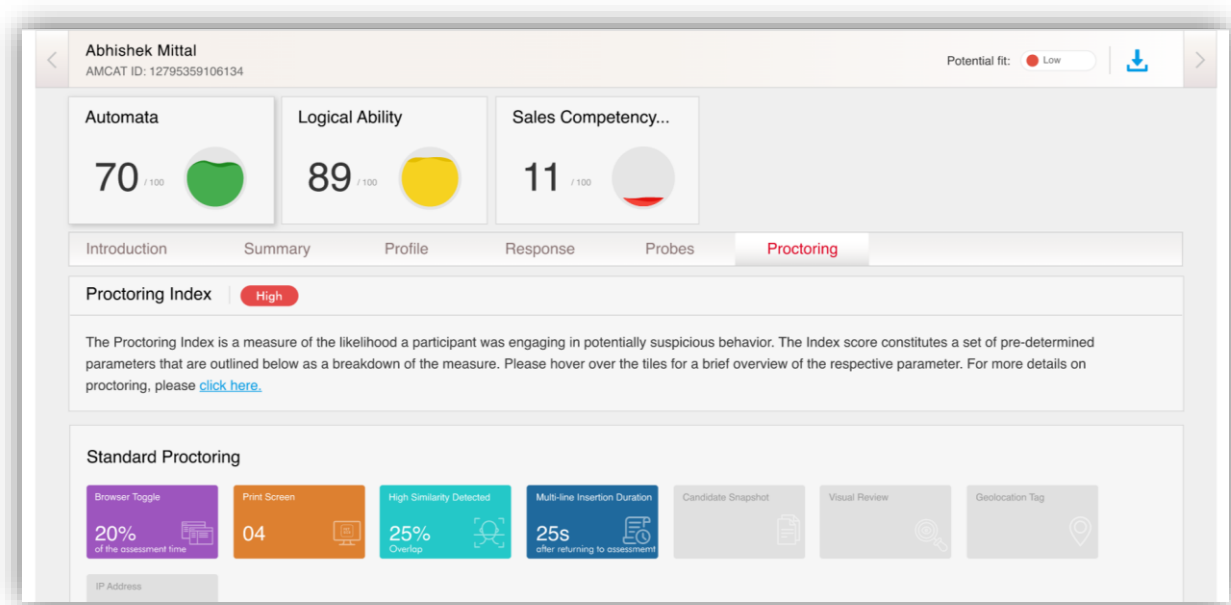 Abhishek Mittal
AMCAT ID: 12795359106134
Potential fit: Low
Automata
70 / 100
Logical Ability
89 / 100
Sales Competency...
11 / 100
Introduction Summary Profile Response Probes Proctoring
Proctoring Index High
The Proctoring Index is a measure of the likelihood a participant was engaging in potentially suspicious behavior. The Index score constitutes a set of pre-determined
parameters that are outlined below as a breakdown of the measure. Please hover over the tiles for a brief overview of the respective parameter. For more details on
proctoring, please click here.
Standard Proctoring
Browser Toggle
20%
of the assessment time
Print Screen
04
High Similarity Detected
25%
Overlap
Multi-line Insertion Duration
25s
after returning to assessment
Candidate Snapshot
Visual Review
Geolocation Tag
IP Address